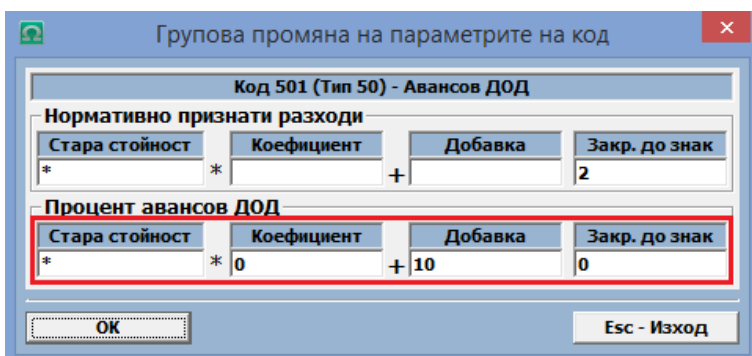 Групова промяна на параметрите на код
Код 501 (Тип 50) - Авансов ДОД
Нормативно признати разходи
Стара стойност Коефициент Добавка Закр. до знак
* * + 2
Процент авансов ДОД
Стара стойност Коефициент Добавка Закр. до знак
* * 0 + 10 0
OK Esc - Изход